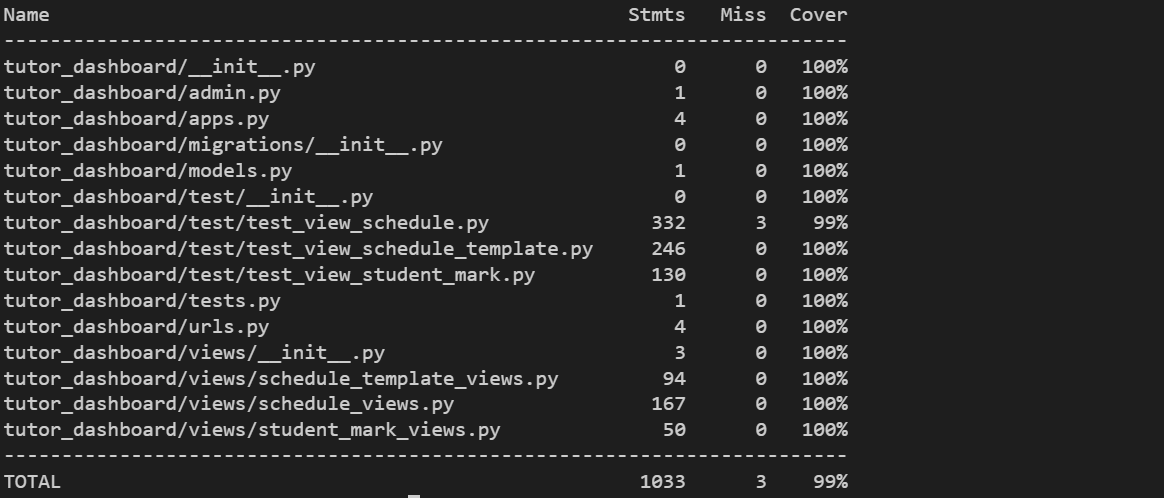 Name Stmts Miss Cover
-------------------------------------------------------------------------
tutor_dashboard/__init__.py 0 0 100%
tutor_dashboard/admin.py 1 0 100%
tutor_dashboard/apps.py 4 0 100%
tutor_dashboard/migrations/__init__.py 0 0 100%
tutor_dashboard/models.py 1 0 100%
tutor_dashboard/test/__init__.py 0 0 100%
tutor_dashboard/test/test_view_schedule.py 332 3 99%
tutor_dashboard/test/test_view_schedule_template.py 246 0 100%
tutor_dashboard/test/test_view_student_mark.py 130 0 100%
tutor_dashboard/tests.py 1 0 100%
tutor_dashboard/urls.py 4 0 100%
tutor_dashboard/views/__init__.py 3 0 100%
tutor_dashboard/views/schedule_template_views.py 94 0 100%
tutor_dashboard/views/schedule_views.py 167 0 100%
tutor_dashboard/views/student_mark_views.py 50 0 100%
-------------------------------------------------------------------------
TOTAL 1033 3 99%